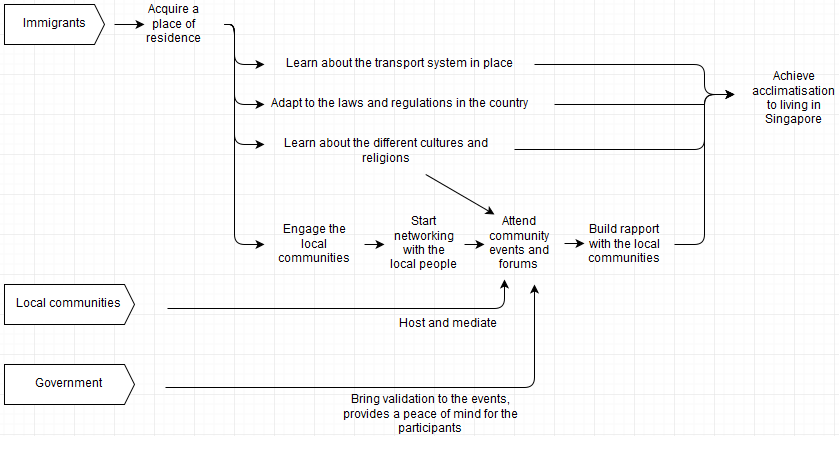 Immigrants
Acquire a
place of
residence
Learn about the transport system in place
Adapt to the laws and regulations in the country
Learn about the different cultures and
religions
Achieve
acclimatisation
to living in
Singapore
Engage the
local
communities
Start
networking
with the
local people
Attend
community
events and
forums
Build rapport
with the local
communities
Local communities
Host and mediate
Government
Bring validation to the events,
provides a peace of mind for the
participants